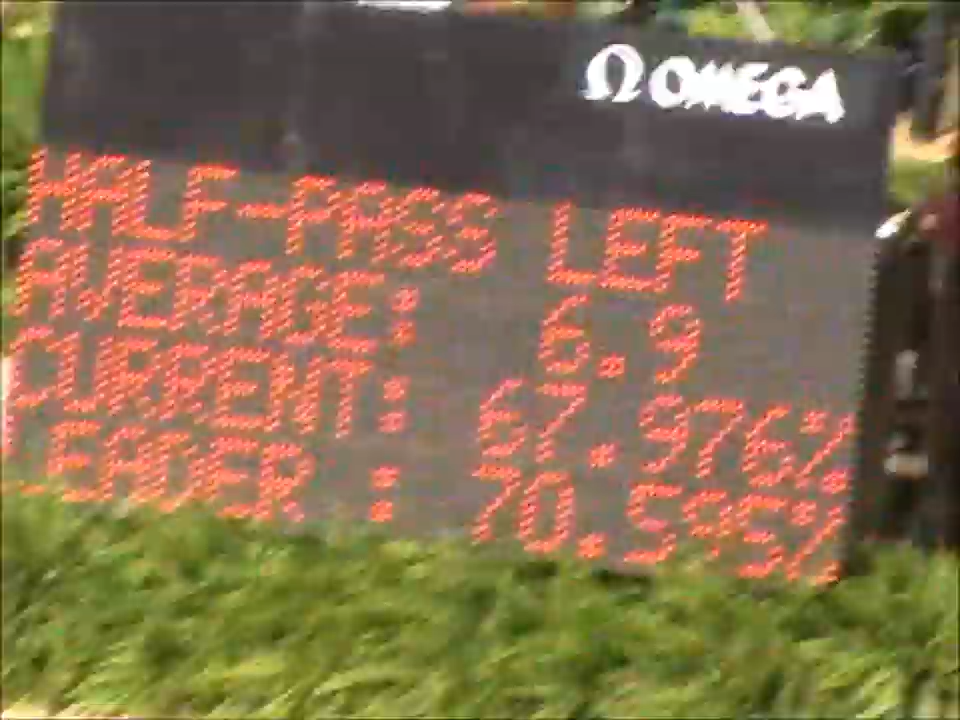 Ω OMEGA
HALF-PASS LEFT
AVERAGE: 6.9
CURRENT: 67.976%
LEADER : 70.595%